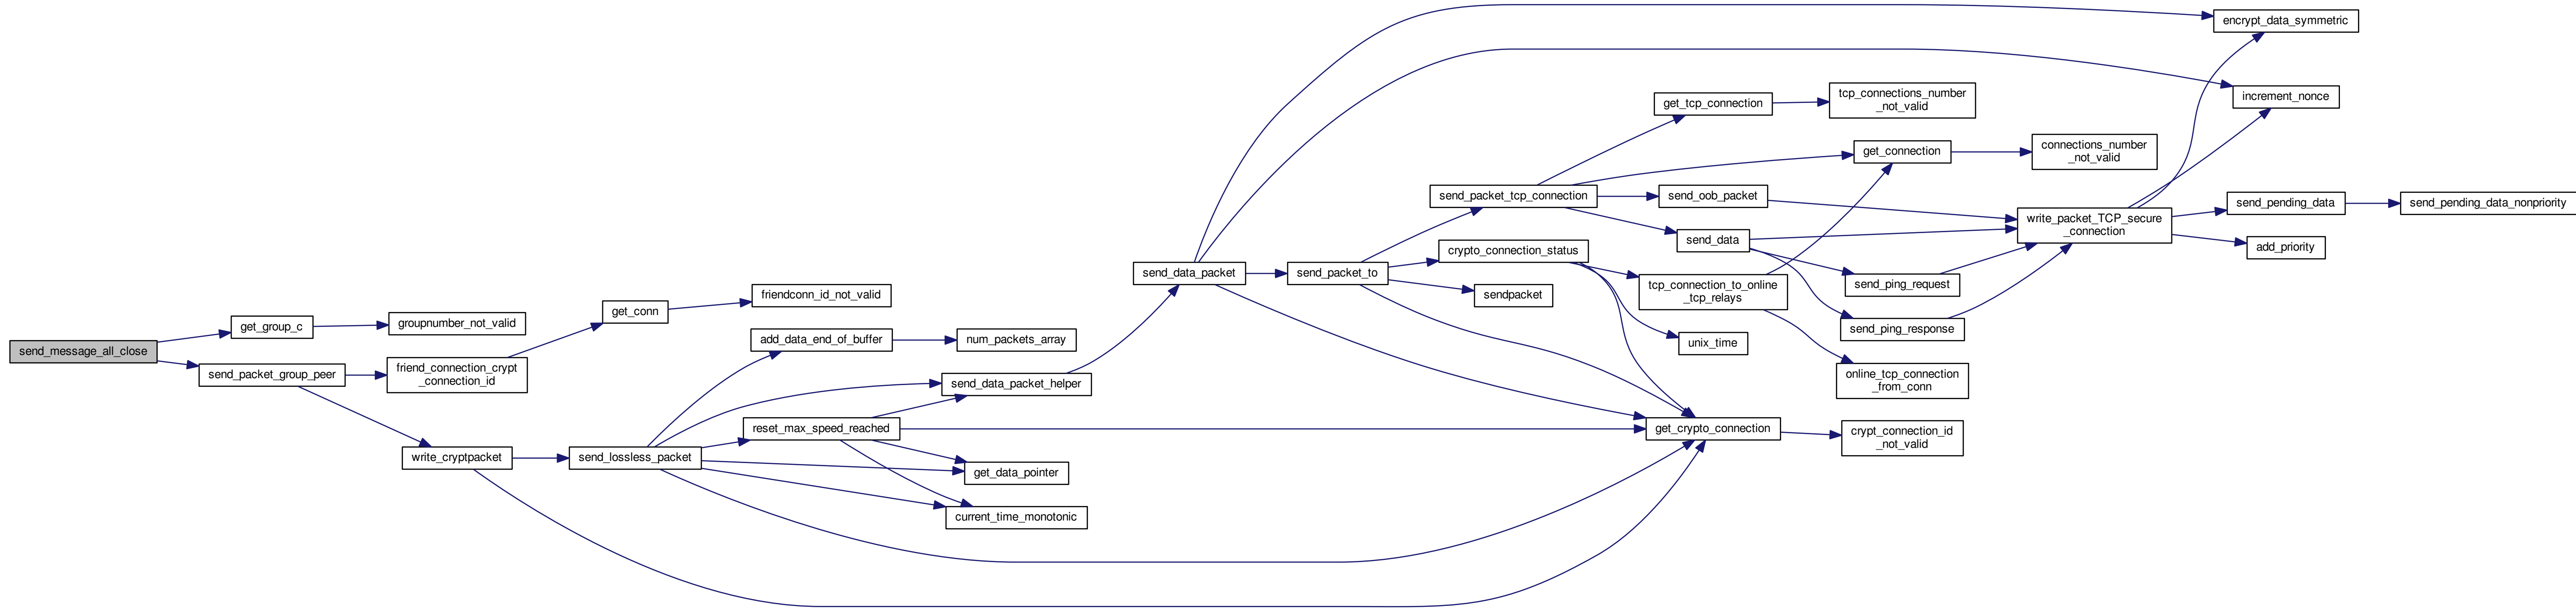 send_message_all_close
get_group_c
groupnumber_not_valid
send_packet_group_peer
friend_connection_crypt
_connection_id
get_conn
friendconn_id_not_valid
write_cryptpacket
send_lossless_packet
add_data_end_of_buffer
num_packets_array
send_data_packet_helper
reset_max_speed_reached
get_data_pointer
current_time_monotonic
send_data_packet
send_packet_to
send_packet_tcp_connection
crypto_connection_status
sendpacket
get_tcp_connection
tcp_connections_number
_not_valid
get_connection
connections_number
_not_valid
send_oob_packet
send_data
tcp_connection_to_online
_tcp_relays
unix_time
send_ping_request
send_ping_response
online_tcp_connection
_from_conn
get_crypto_connection
crypt_connection_id
_not_valid
write_packet_TCP_secure
_connection
encrypt_data_symmetric
increment_nonce
send_pending_data
send_pending_data_nonpriority
add_priority